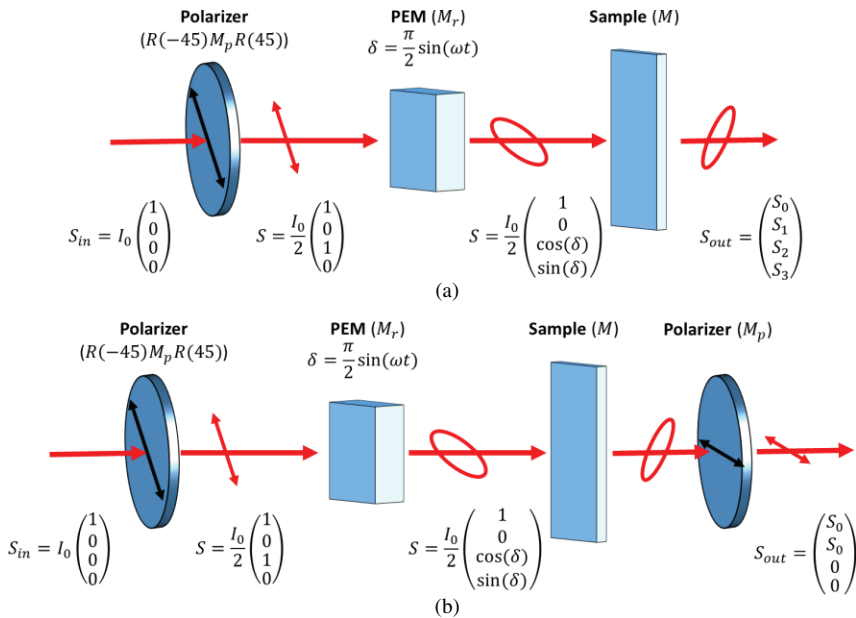 Polarizer
(R(−45)M_pR(45))
PEM (M_r)
δ = π/2 sin(ωt)
Sample (M)
S_in = I_0 (1 0 0 0)
S = I_0/2 (1 0 1 0)
S = I_0/2 (1 0 cos(δ) sin(δ))
S_out = (S_0 S_1 S_2 S_3)
(a)
Polarizer
(R(−45)M_pR(45))
PEM (M_r)
δ = π/2 sin(ωt)
Sample (M)
Polarizer (M_p)
S_in = I_0 (1 0 0 0)
S = I_0/2 (1 0 1 0)
S = I_0/2 (1 0 cos(δ) sin(δ))
S_out = (S_0 S_0 0 0)
(b)